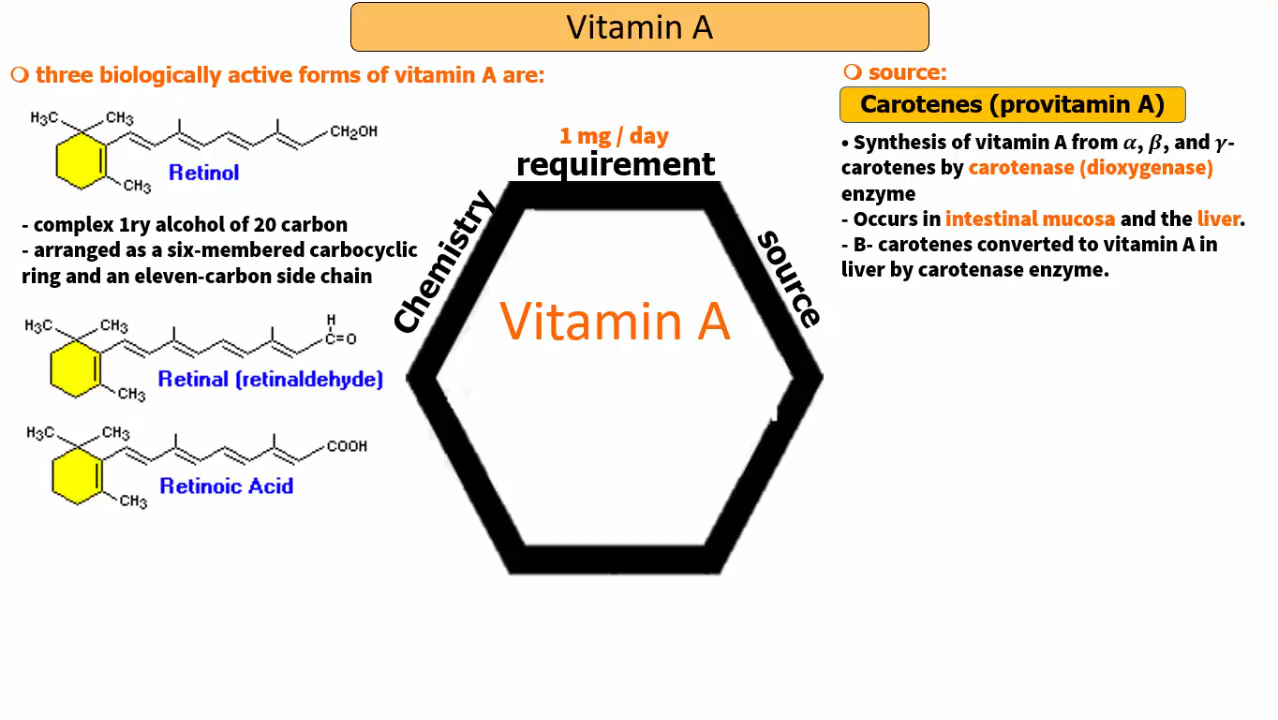 Vitamin A
three biologically active forms of vitamin A are:
H3C CH3
CH2OH
CH3
Retinol
- complex 1ry alcohol of 20 carbon
- arranged as a six-membered carbocyclic
ring and an eleven-carbon side chain
H3C CH3
H
C=O
CH3
Retinal (retinaldehyde)
H3C CH3
COOH
CH3
Retinoic Acid
1 mg / day
requirement
Chemistry
source
Vitamin A
source:
Carotenes (provitamin A)
• Synthesis of vitamin A from α, β, and γ-
carotenes by carotenase (dioxygenase)
enzyme
- Occurs in intestinal mucosa and the liver.
- B- carotenes converted to vitamin A in
liver by carotenase enzyme.